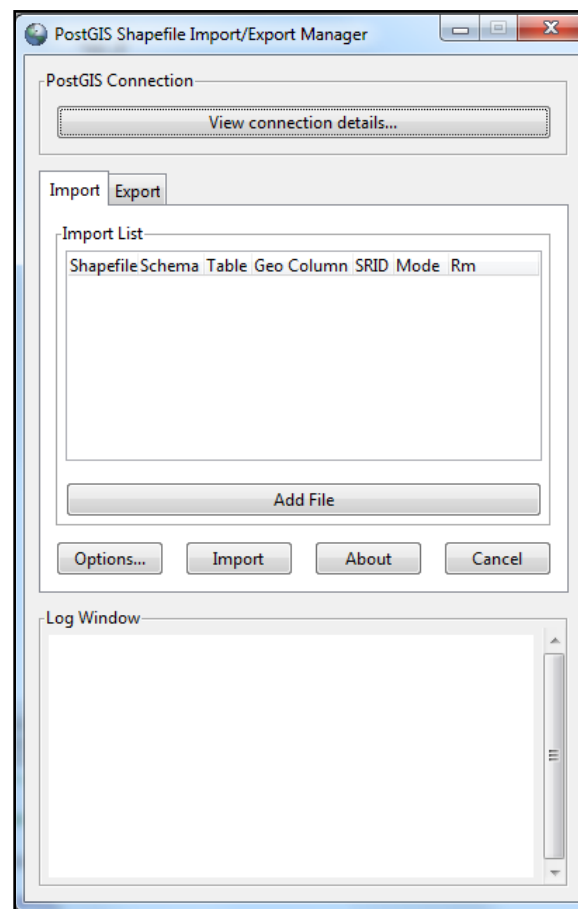 PostGIS Shapefile Import/Export Manager
PostGIS Connection
View connection details...
Import Export
Import List
Shapefile Schema Table Geo Column SRID Mode Rm
Add File
Options... Import About Cancel
Log Window